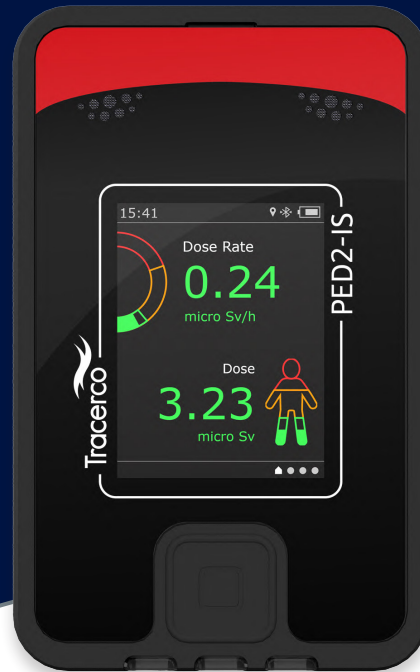 15:41
Dose Rate
0.24
micro Sv/h
Dose
3.23
micro Sv
Tracerco
PED2-IS